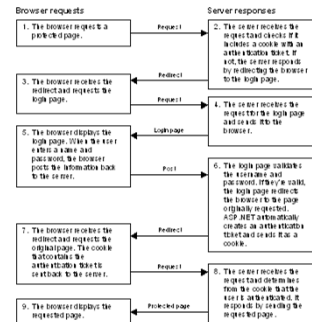 Browser requests
Server responses
1. The browser requests a
protected page.
Request
2. The server receives the
request and checks if it
includes a cookie with an
authentication ticket. If
not, the server responds
by redirecting the browser
to the login page.
Redirect
3. The browser receives the
redirect and requests the
login page.
Request
4. The server receives the
request for the login page
and sends it to the
browser.
Login page
5. The browser displays the
login page. When the user
enters a name and
password, the browser
posts the information back
to the server.
Post
6. The login page validates
the username and
password. If they're valid,
the login page redirects
the browser to the page
originally requested.
ASP.NET automatically
creates an authentication
ticket and sends it as a
cookie.
Redirect
7. The browser receives the
redirect and requests the
original page. The cookie
that contains the
authentication ticket is
sent back to the server.
Request
8. The server receives the
request and determines
from the cookie that the
user is authenticated. It
responds by sending the
requested page.
Protected page
9. The browser displays the
requested page.